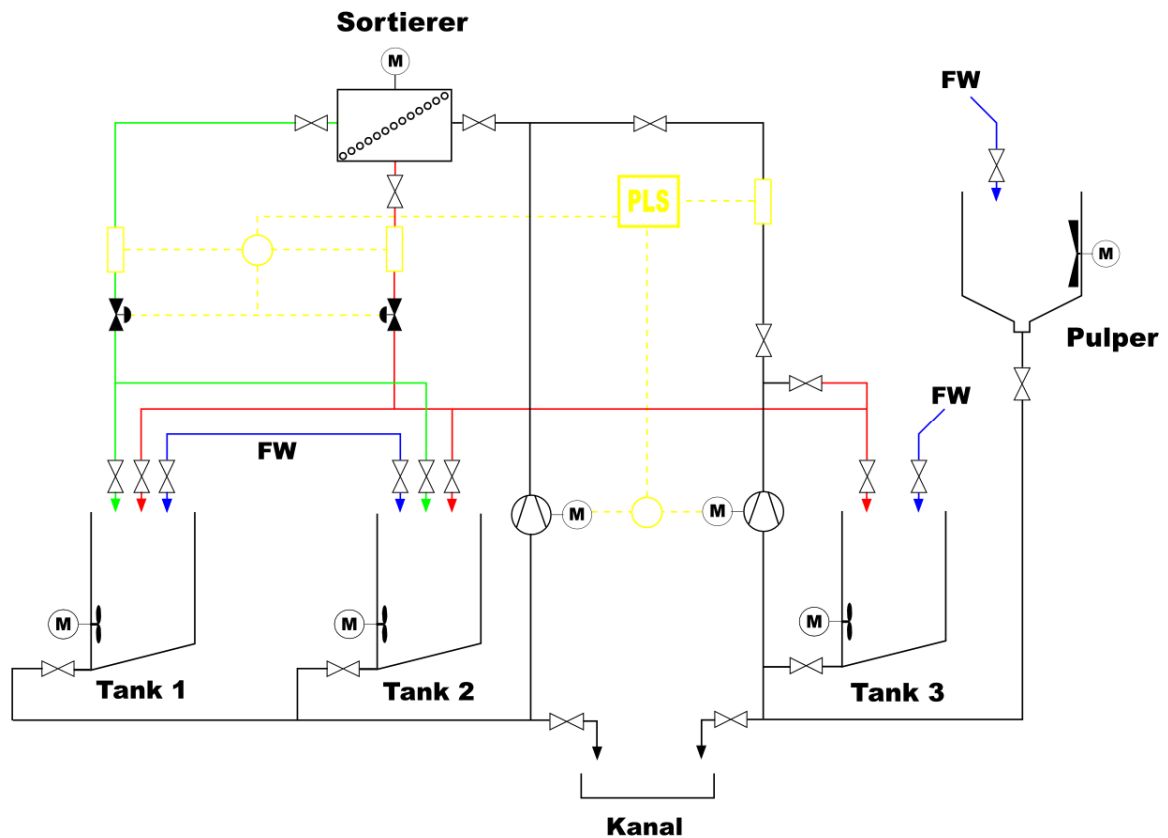 Sortierer
M
FW
PLS
M
Pulper
FW
FW
M
M
M
M
M
Tank 1
Tank 2
Tank 3
Kanal